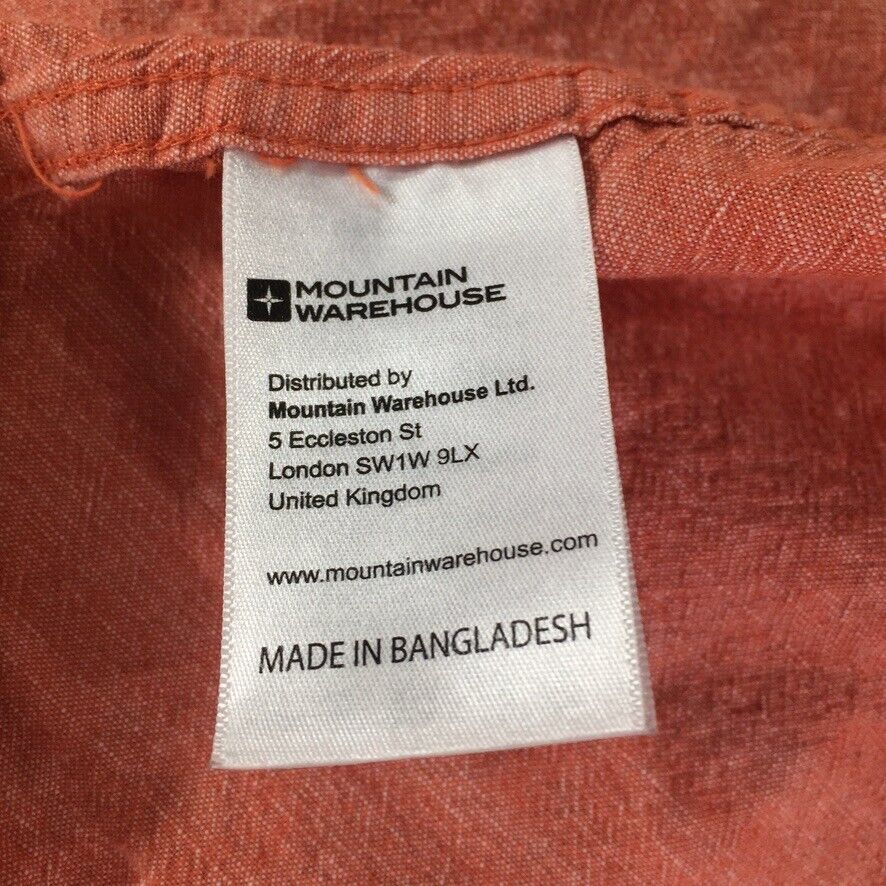 MOUNTAIN
WAREHOUSE
Distributed by
Mountain Warehouse Ltd.
5 Eccleston St
London SW1W 9LX
United Kingdom
www.mountainwarehouse.com
MADE IN BANGLADESH